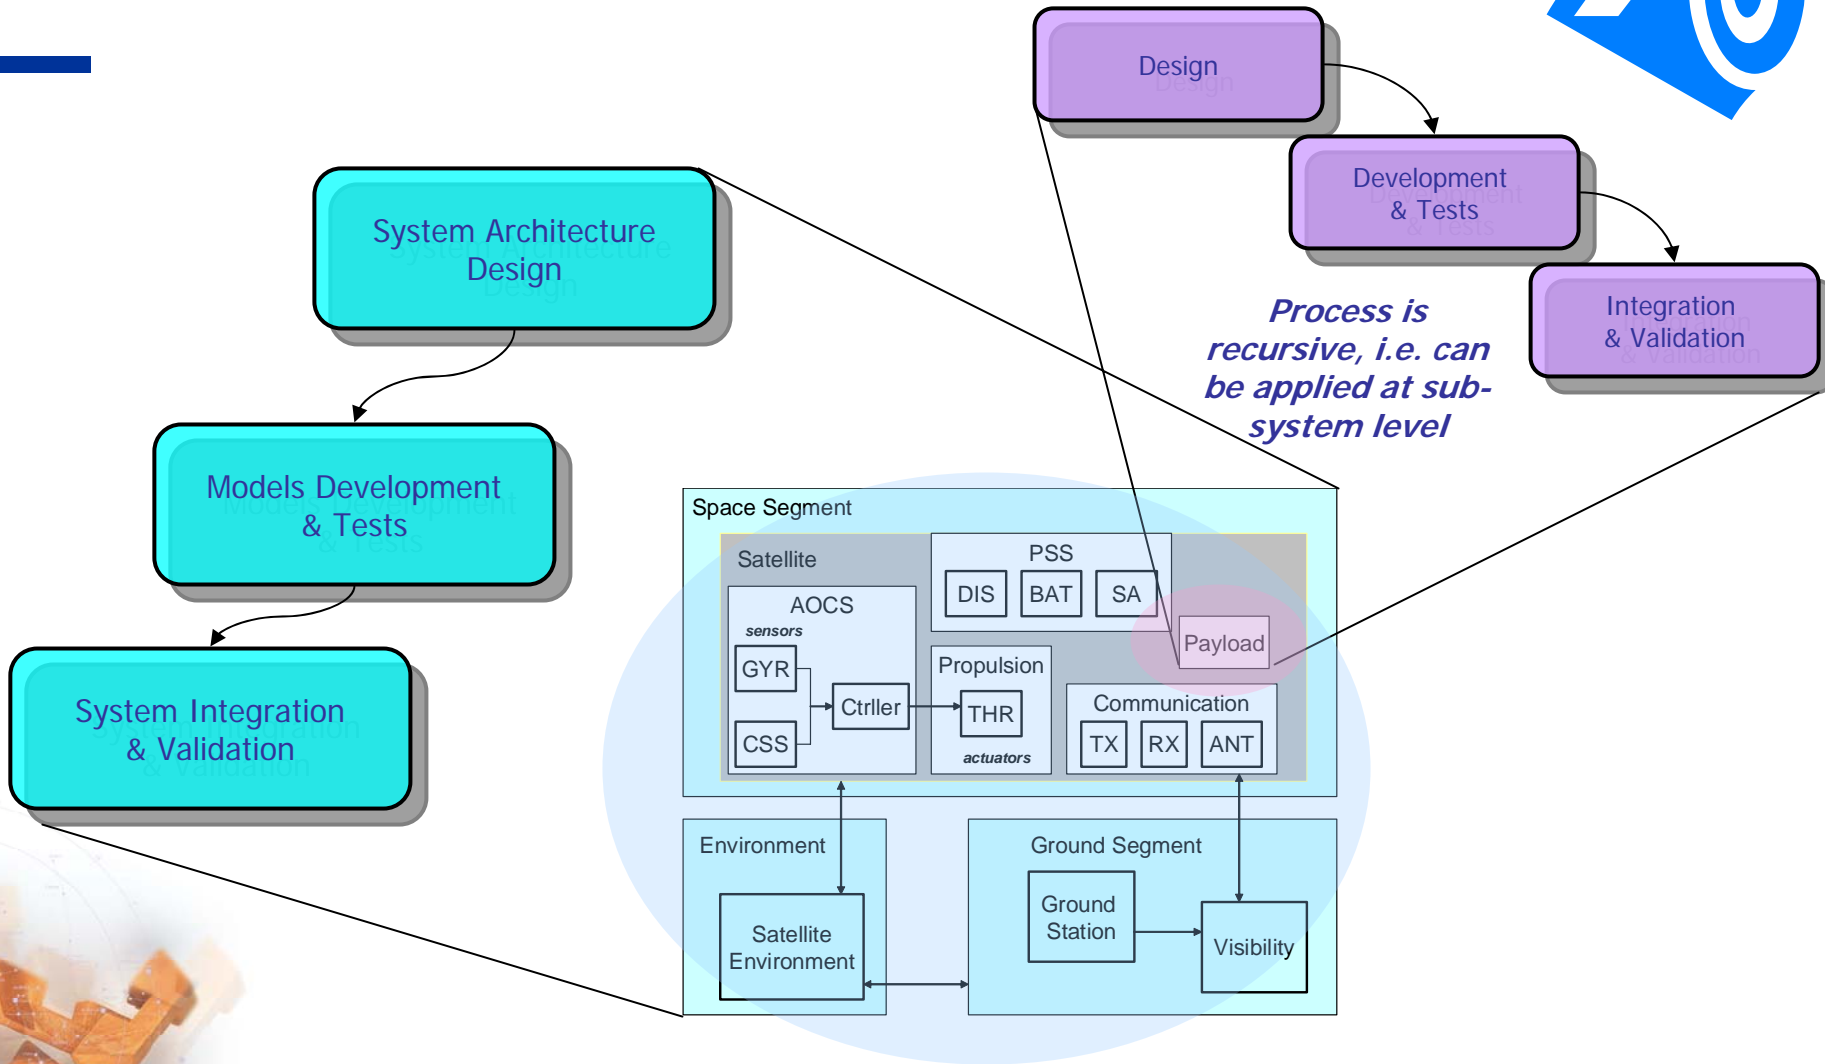 Design
Development
& Tests
Integration
& Validation
System Architecture
Design
Models Development
& Tests
System Integration
& Validation
Process is
recursive, i.e. can
be applied at sub-
system level
Space Segment
Satellite
PSS
DIS
BAT
SA
AOCS
sensors
GYR
CSS
Ctrller
Propulsion
THR
actuators
Payload
Communication
TX
RX
ANT
Environment
Satellite
Environment
Ground Segment
Ground
Station
Visibility